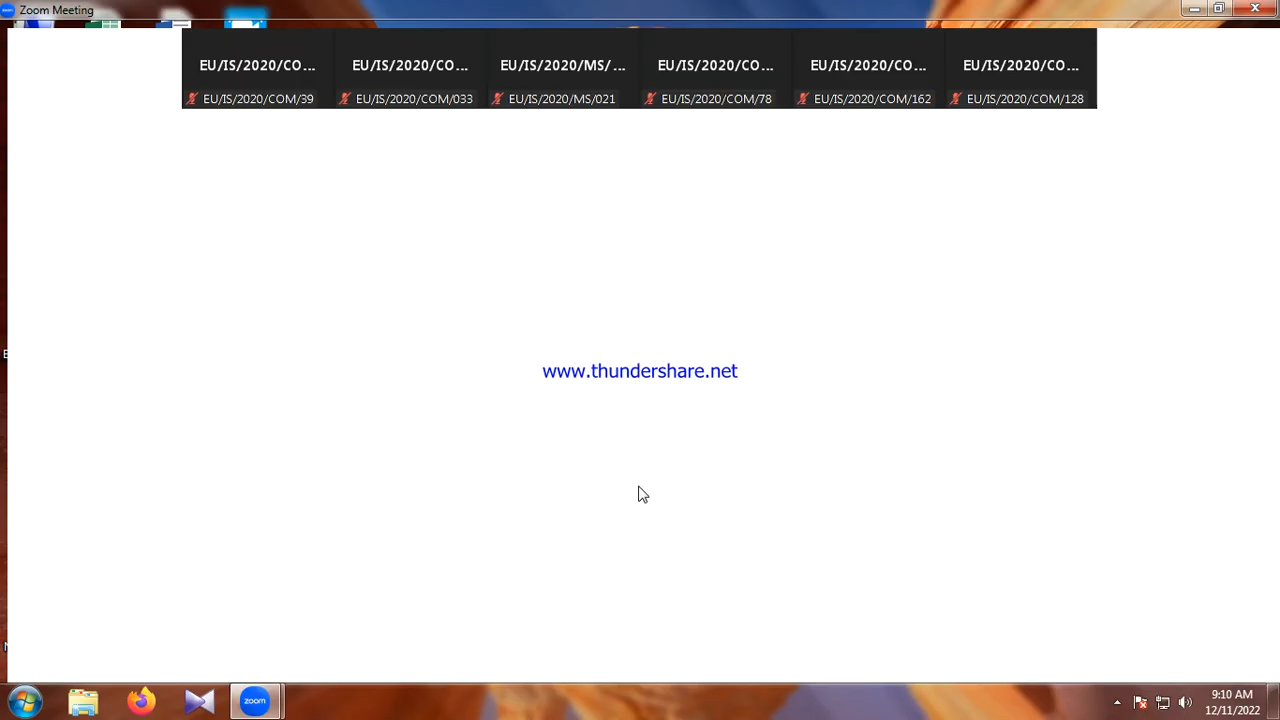 Zoom Meeting
EU/IS/2020/CO... EU/IS/2020/CO... EU/IS/2020/MS/... EU/IS/2020/CO... EU/IS/2020/CO... EU/IS/2020/CO...
EU/IS/2020/COM/39 EU/IS/2020/COM/033 EU/IS/2020/MS/021 EU/IS/2020/COM/78 EU/IS/2020/COM/162 EU/IS/2020/COM/128
www.thundershare.net
zoom
9:10 AM
12/11/2022